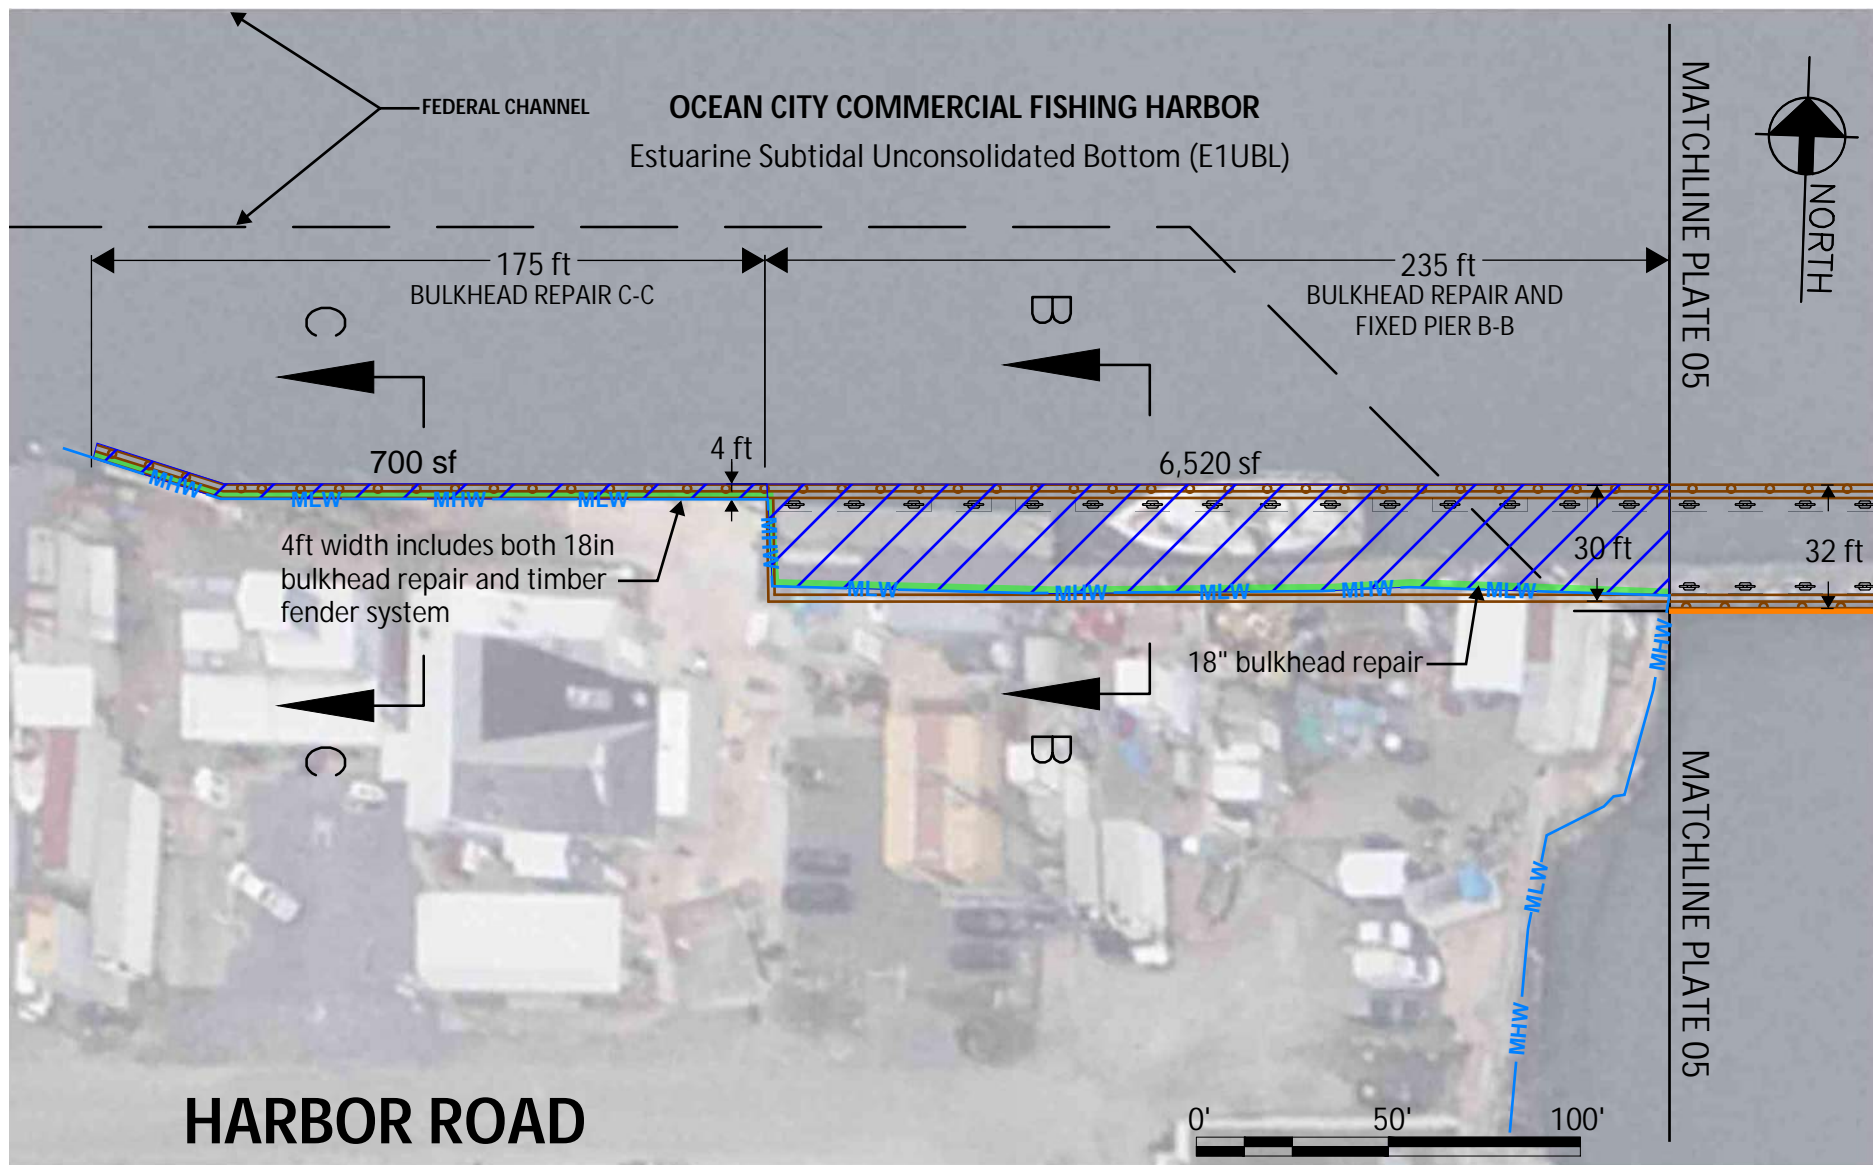 FEDERAL CHANNEL
OCEAN CITY COMMERCIAL FISHING HARBOR
Estuarine Subtidal Unconsolidated Bottom (E1UBL)
MATCHLINE PLATE 05
NORTH
175 ft
BULKHEAD REPAIR C-C
235 ft
BULKHEAD REPAIR AND
FIXED PIER B-B
C
B
700 sf
4 ft
6,520 sf
MHW
MLW
MHW
MLW
MHW
4ft width includes both 18in
bulkhead repair and timber
fender system
30 ft
32 ft
MLW
MHW
MLW
MHW
MLW
18" bulkhead repair
MHW
C
B
MATCHLINE PLATE 05
MLW
MHW
HARBOR ROAD
0' 50' 100'